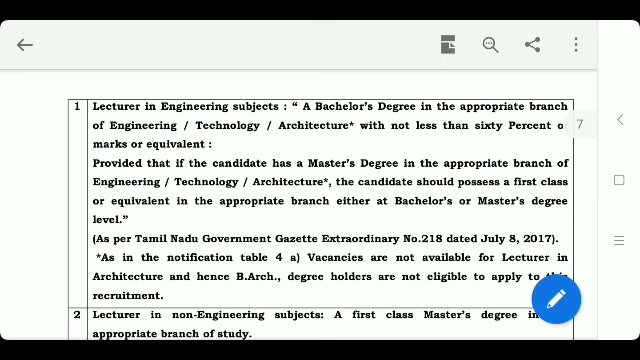 1 Lecturer in Engineering subjects : “ A Bachelor’s Degree in the appropriate branch
of Engineering / Technology / Architecture* with not less than sixty Percent
marks or equivalent :
Provided that if the candidate has a Master’s Degree in the appropriate branch of
Engineering / Technology / Architecture*, the candidate should possess a first class
or equivalent in the appropriate branch either at Bachelor’s or Master’s degree
level.”
(As per Tamil Nadu Government Gazette Extraordinary No.218 dated July 8, 2017).
*As in the notification table 4 a) Vacancies are not available for Lecturer in
Architecture and hence B.Arch., degree holders are not eligible to apply to
recruitment.
2 Lecturer in non-Engineering subjects: A first class Master’s degree in
appropriate branch of study.
7